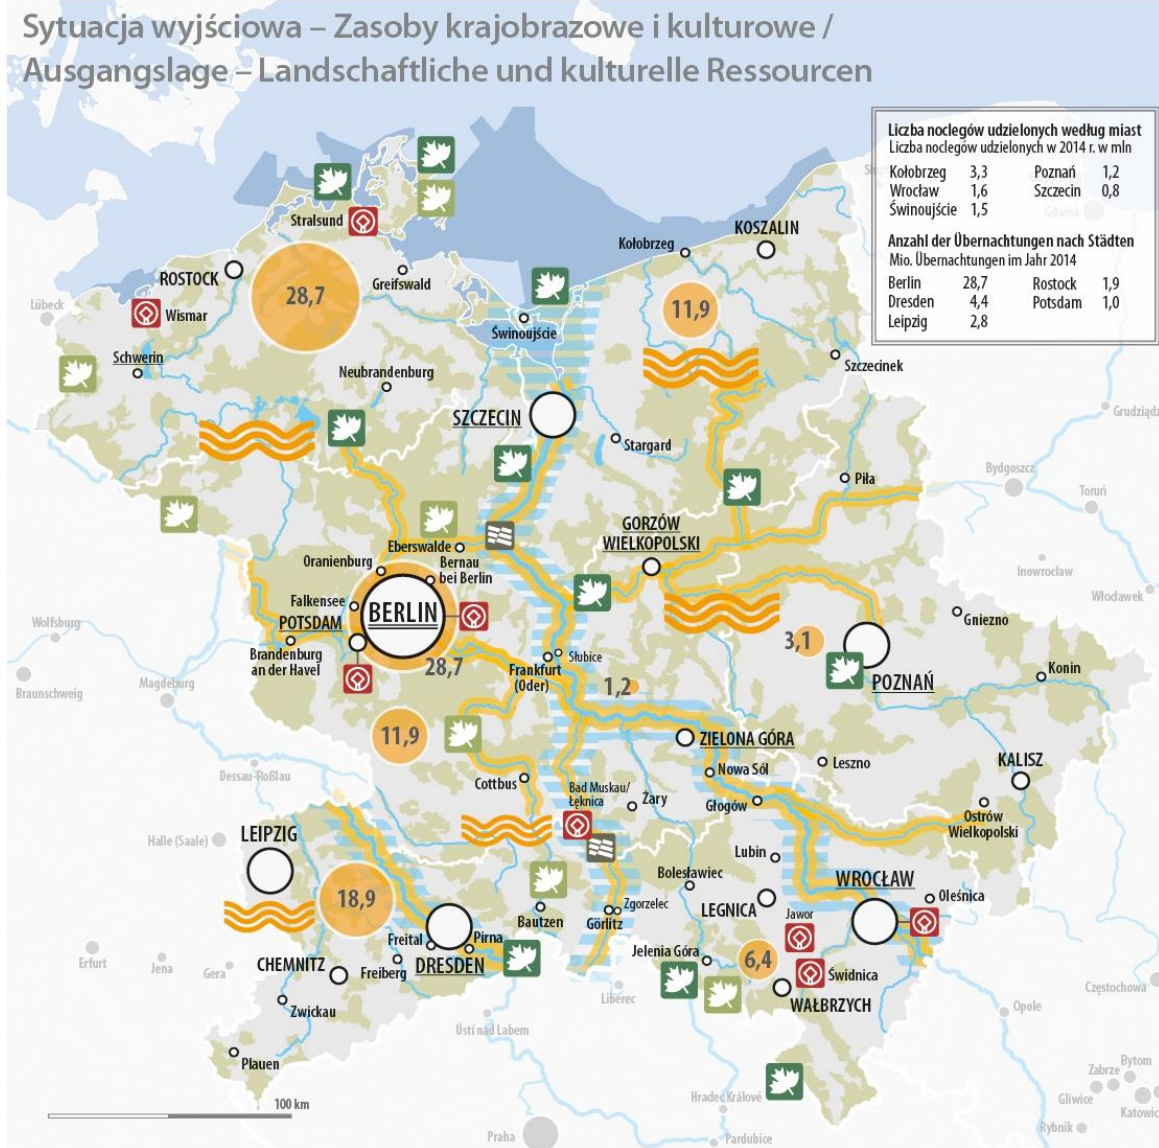 Sytuacja wyjściowa – Zasoby krajobrazowe i kulturowe /
Ausgangslage – Landschaftliche und kulturelle Ressourcen
Liczba noclegów udzielonych według miast
Liczba noclegów udzielonych w 2014 r. w mln
Kołobrzeg 3,3 Poznań 1,2
Wrocław 1,6 Szczecin 0,8
Świnoujście 1,5
Gdańsk
Anzahl der Übernachtungen nach Städten
Mio. Übernachtungen im Jahr 2014
Berlin 28,7 Rostock 1,9
Dresden 4,4 Potsdam 1,0
Leipzig 2,8
Stralsund
KOSZALIN
Kołobrzeg
ROSTOCK
Greifswald
28,7
11,9
Lübeck
Wismar
Świnoujście
Schwerin
Neubrandenburg
Szczecinek
SZCZECIN
Stargard
Grudziądz
Bydgoszcz
Piła
Toruń
GORZÓW
WIELKOPOLSKI
Eberswalde
Oranienburg
Bernau
bei Berlin
Inowrocław
Włocławek
Falkensee
BERLIN
POTSDAM
Gniezno
Wolfsburg
Brandenburg
an der Havel
28,7
Frankfurt
(Oder)
Słubice
3,1
Konin
Braunschweig
Magdeburg
1,2
POZNAŃ
11,9
ZIELONA GÓRA
Leszno
KALISZ
Dessau-Roßlau
Cottbus
Nowa Sól
Bad Muskau/
Łęknica
Żary
Głogów
Ostrów
Wielkopolski
Halle (Saale)
LEIPZIG
Lubin
Bolesławiec
WROCŁAW
18,9
Oleśnica
LEGNICA
Bautzen
Zgorzelec
Görlitz
Jawor
Freital
Pirna
Jelenia Góra
6,4
Erfurt
Jena
Gera
CHEMNITZ
Freiberg
DRESDEN
Świdnica
Liberec
WAŁBRZYCH
Częstochowa
Zwickau
Ústí nad Labem
Opole
Plauen
Bytom
Zabrze
Hradec Králové
Gliwice
Katowic
100 km
Praha
Pardubice
Rybnik